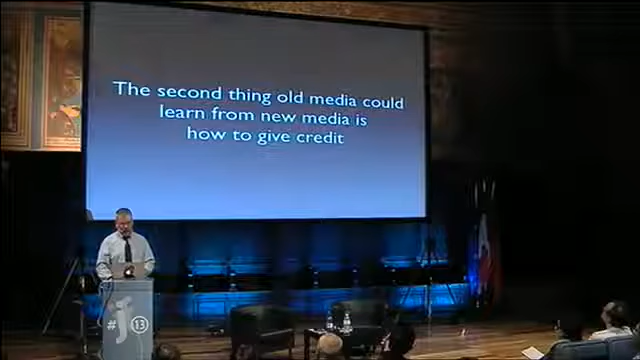 The second thing old media could
learn from new media is
how to give credit
#j
13